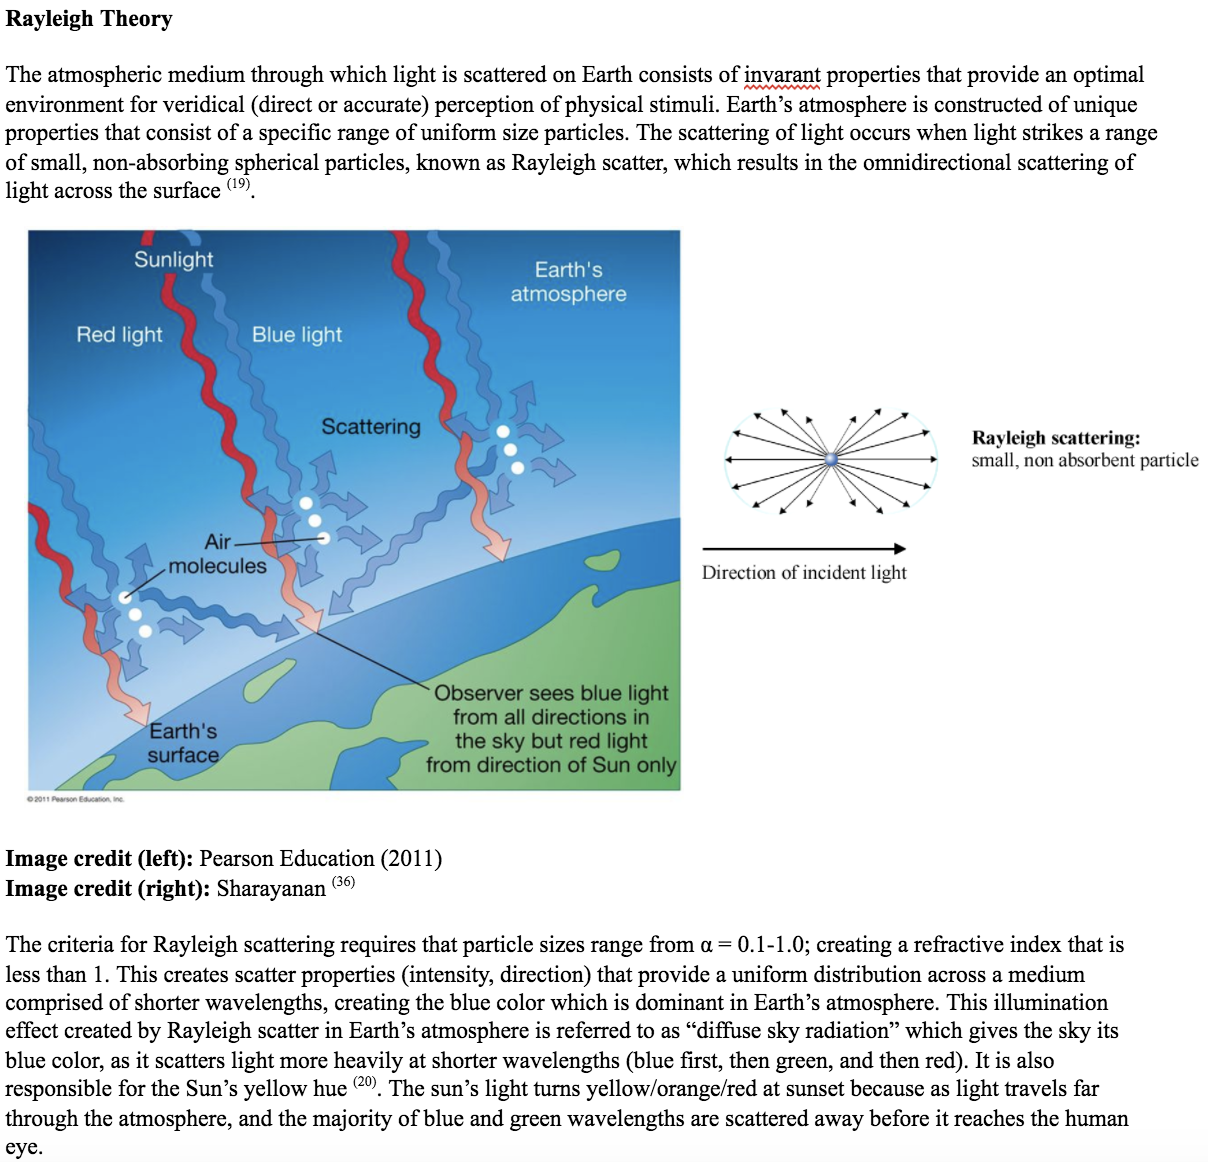 Rayleigh Theory
The atmospheric medium through which light is scattered on Earth consists of invarant properties that provide an optimal
environment for veridical (direct or accurate) perception of physical stimuli. Earth's atmosphere is constructed of unique
properties that consist of a specific range of uniform size particles. The scattering of light occurs when light strikes a range
of small, non-absorbing spherical particles, known as Rayleigh scatter, which results in the omnidirectional scattering of
light across the surface (19).
Sunlight
Earth's
atmosphere
Red light
Blue light
Scattering
Air
molecules
Observer sees blue light
from all directions in
the sky but red light
from direction of Sun only
Earth's
surface
© 2011 Pearson Education, Inc.
Rayleigh scattering:
small, non absorbent particle
Direction of incident light
Image credit (left): Pearson Education (2011)
Image credit (right): Sharayanan (36)
The criteria for Rayleigh scattering requires that particle sizes range from α = 0.1-1.0; creating a refractive index that is
less than 1. This creates scatter properties (intensity, direction) that provide a uniform distribution across a medium
comprised of shorter wavelengths, creating the blue color which is dominant in Earth's atmosphere. This illumination
effect created by Rayleigh scatter in Earth's atmosphere is referred to as “diffuse sky radiation” which gives the sky its
blue color, as it scatters light more heavily at shorter wavelengths (blue first, then green, and then red). It is also
responsible for the Sun's yellow hue (20). The sun's light turns yellow/orange/red at sunset because as light travels far
through the atmosphere, and the majority of blue and green wavelengths are scattered away before it reaches the human
eye.